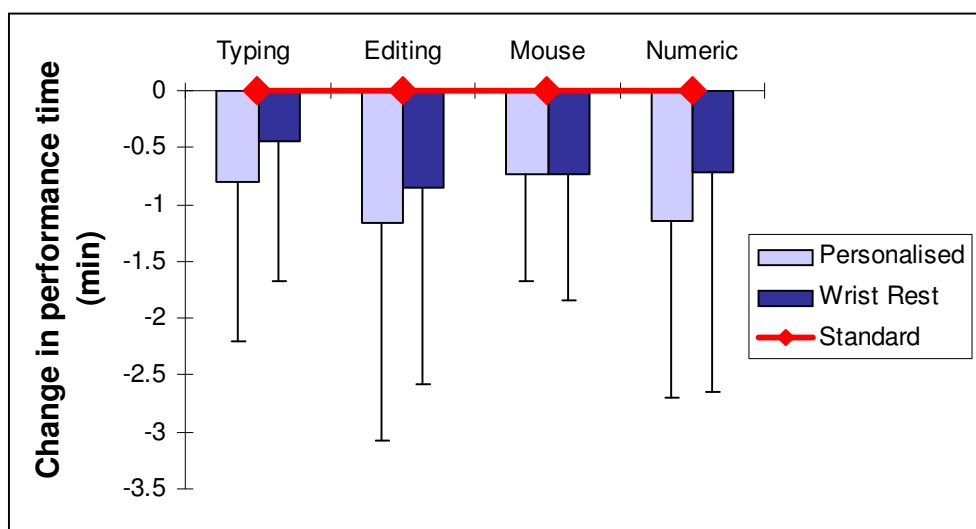 Typing Editing Mouse Numeric
0
-0.5
-1
-1.5
-2
-2.5
-3
-3.5
Change in performance time
(min)
Personalised
Wrist Rest
Standard